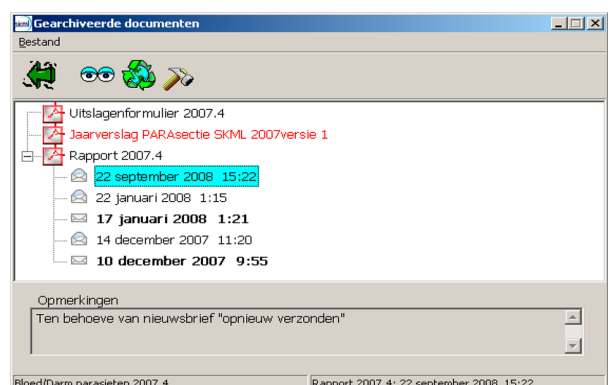 skml Gearchiveerde documenten
Bestand
Uitslagenformulier 2007.4
Jaarverslag PARAsectie SKML 2007versie 1
Rapport 2007.4
22 september 2008 15:22
22 januari 2008 1:15
17 januari 2008 1:21
14 december 2007 11:20
10 december 2007 9:55
Opmerkingen
Ten behoeve van nieuwsbrief "opnieuw verzonden"
Bloed/Darm parasieten 2007.4 Rapport 2007.4: 22 september 2008 15:22